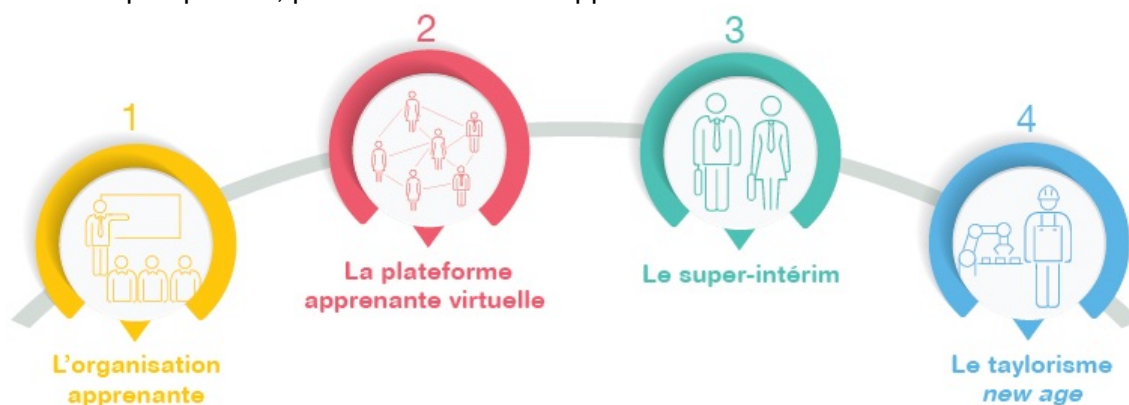 1
2
3
4
L'organisation
apprenante
La plateforme
apprenante virtuelle
Le super-intérim
Le taylorisme
new age